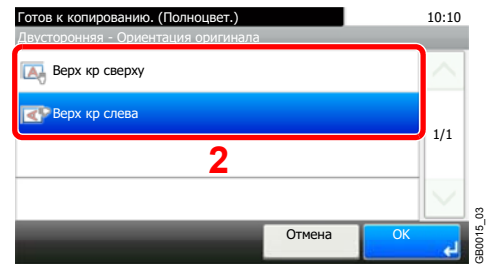 Готов к копированию. (Полноцвет.) 10:10
Двусторонняя - Ориентация оригинала
Верх кр сверху
Верх кр слева
1/1
2
Отмена OK
GB0015_03